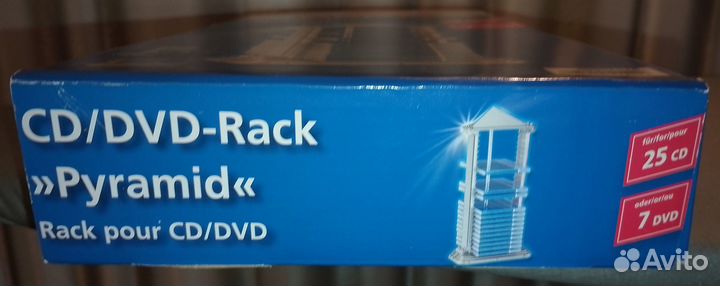 CD/DVD-Rack
»Pyramid«
Rack pour CD/DVD
für/for/pour
25 CD
oder/or/ou
7 DVD
Avito